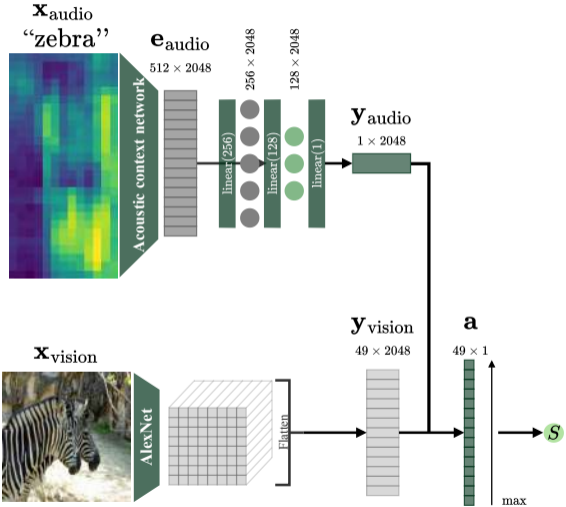 x_audio
“zebra”
Acoustic context network
e_audio
512 × 2048
linear(256)
256 × 2048
linear(128)
128 × 2048
linear(1)
y_audio
1 × 2048
x_vision
AlexNet
Flatten
y_vision
49 × 2048
a
49 × 1
max
S